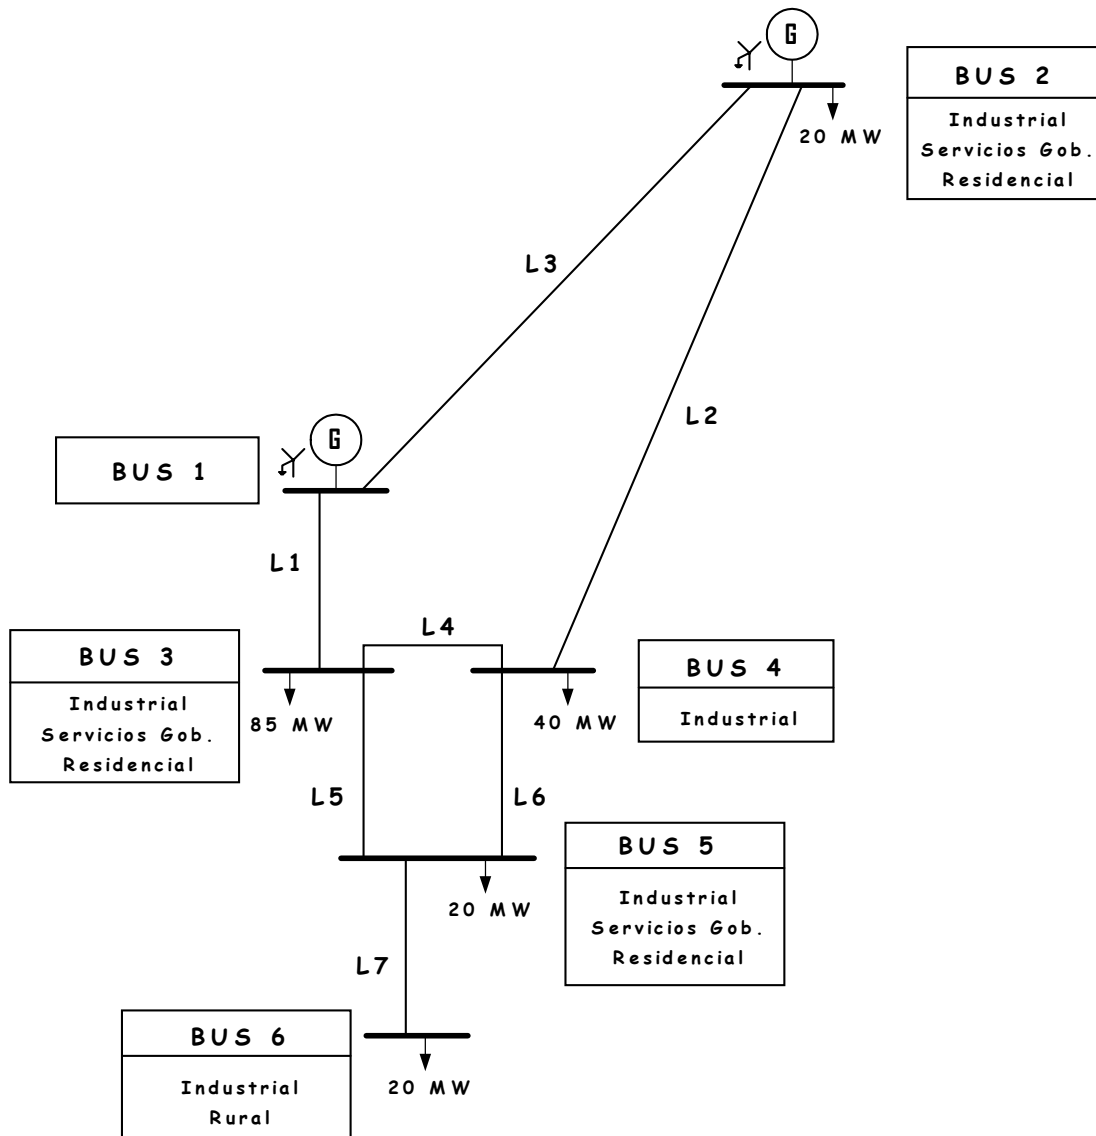 G
BUS 2
20 MW
Industrial
Servicios Gob.
Residencial
L3
L2
G
BUS 1
L1
L4
BUS 3
Industrial
Servicios Gob.
Residencial
85 MW
BUS 4
Industrial
40 MW
L5
L6
BUS 5
Industrial
Servicios Gob.
Residencial
20 MW
L7
BUS 6
Industrial
Rural
20 MW